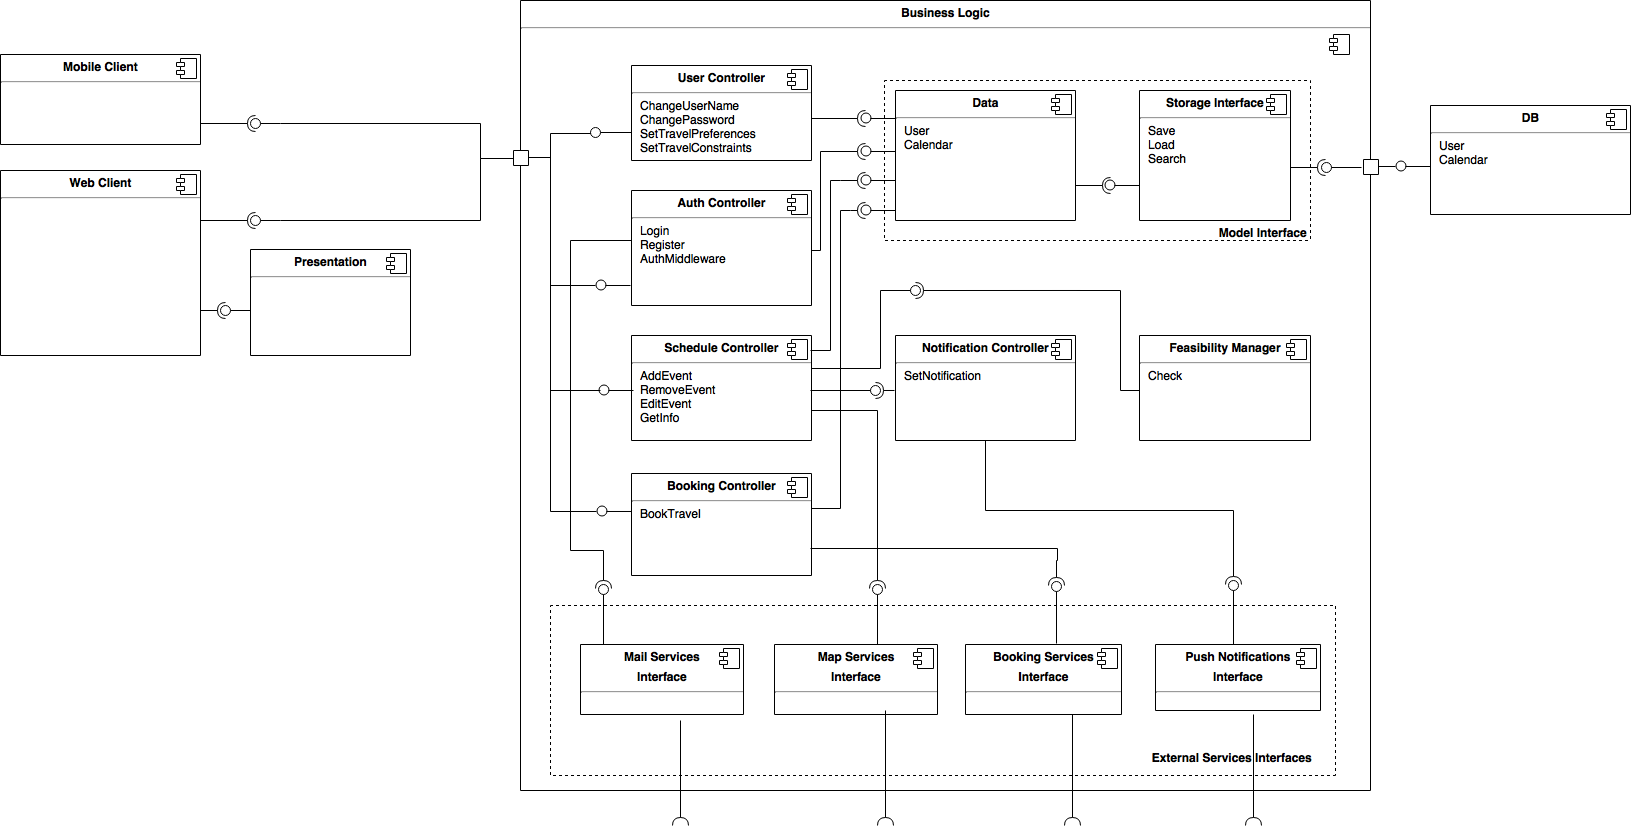 Business Logic
Mobile Client
Web Client
Presentation
User Controller
ChangeUserName
ChangePassword
SetTravelPreferences
SetTravelConstraints
Auth Controller
Login
Register
AuthMiddleware
Schedule Controller
AddEvent
RemoveEvent
EditEvent
GetInfo
Booking Controller
BookTravel
Data
User
Calendar
Storage Interface
Save
Load
Search
Model Interface
Notification Controller
SetNotification
Feasibility Manager
Check
DB
User
Calendar
Mail Services
Interface
Map Services
Interface
Booking Services
Interface
Push Notifications
Interface
External Services Interfaces